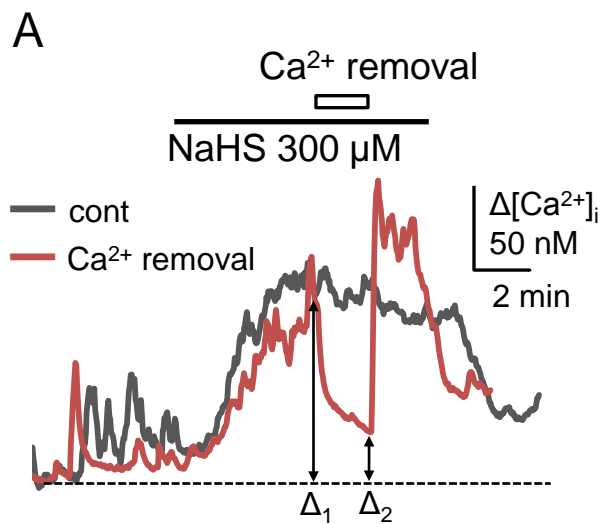 A
Ca²⁺ removal
NaHS 300 µM
cont
Ca²⁺ removal
Δ[Ca²⁺]ᵢ
50 nM
2 min
Δ₁
Δ₂